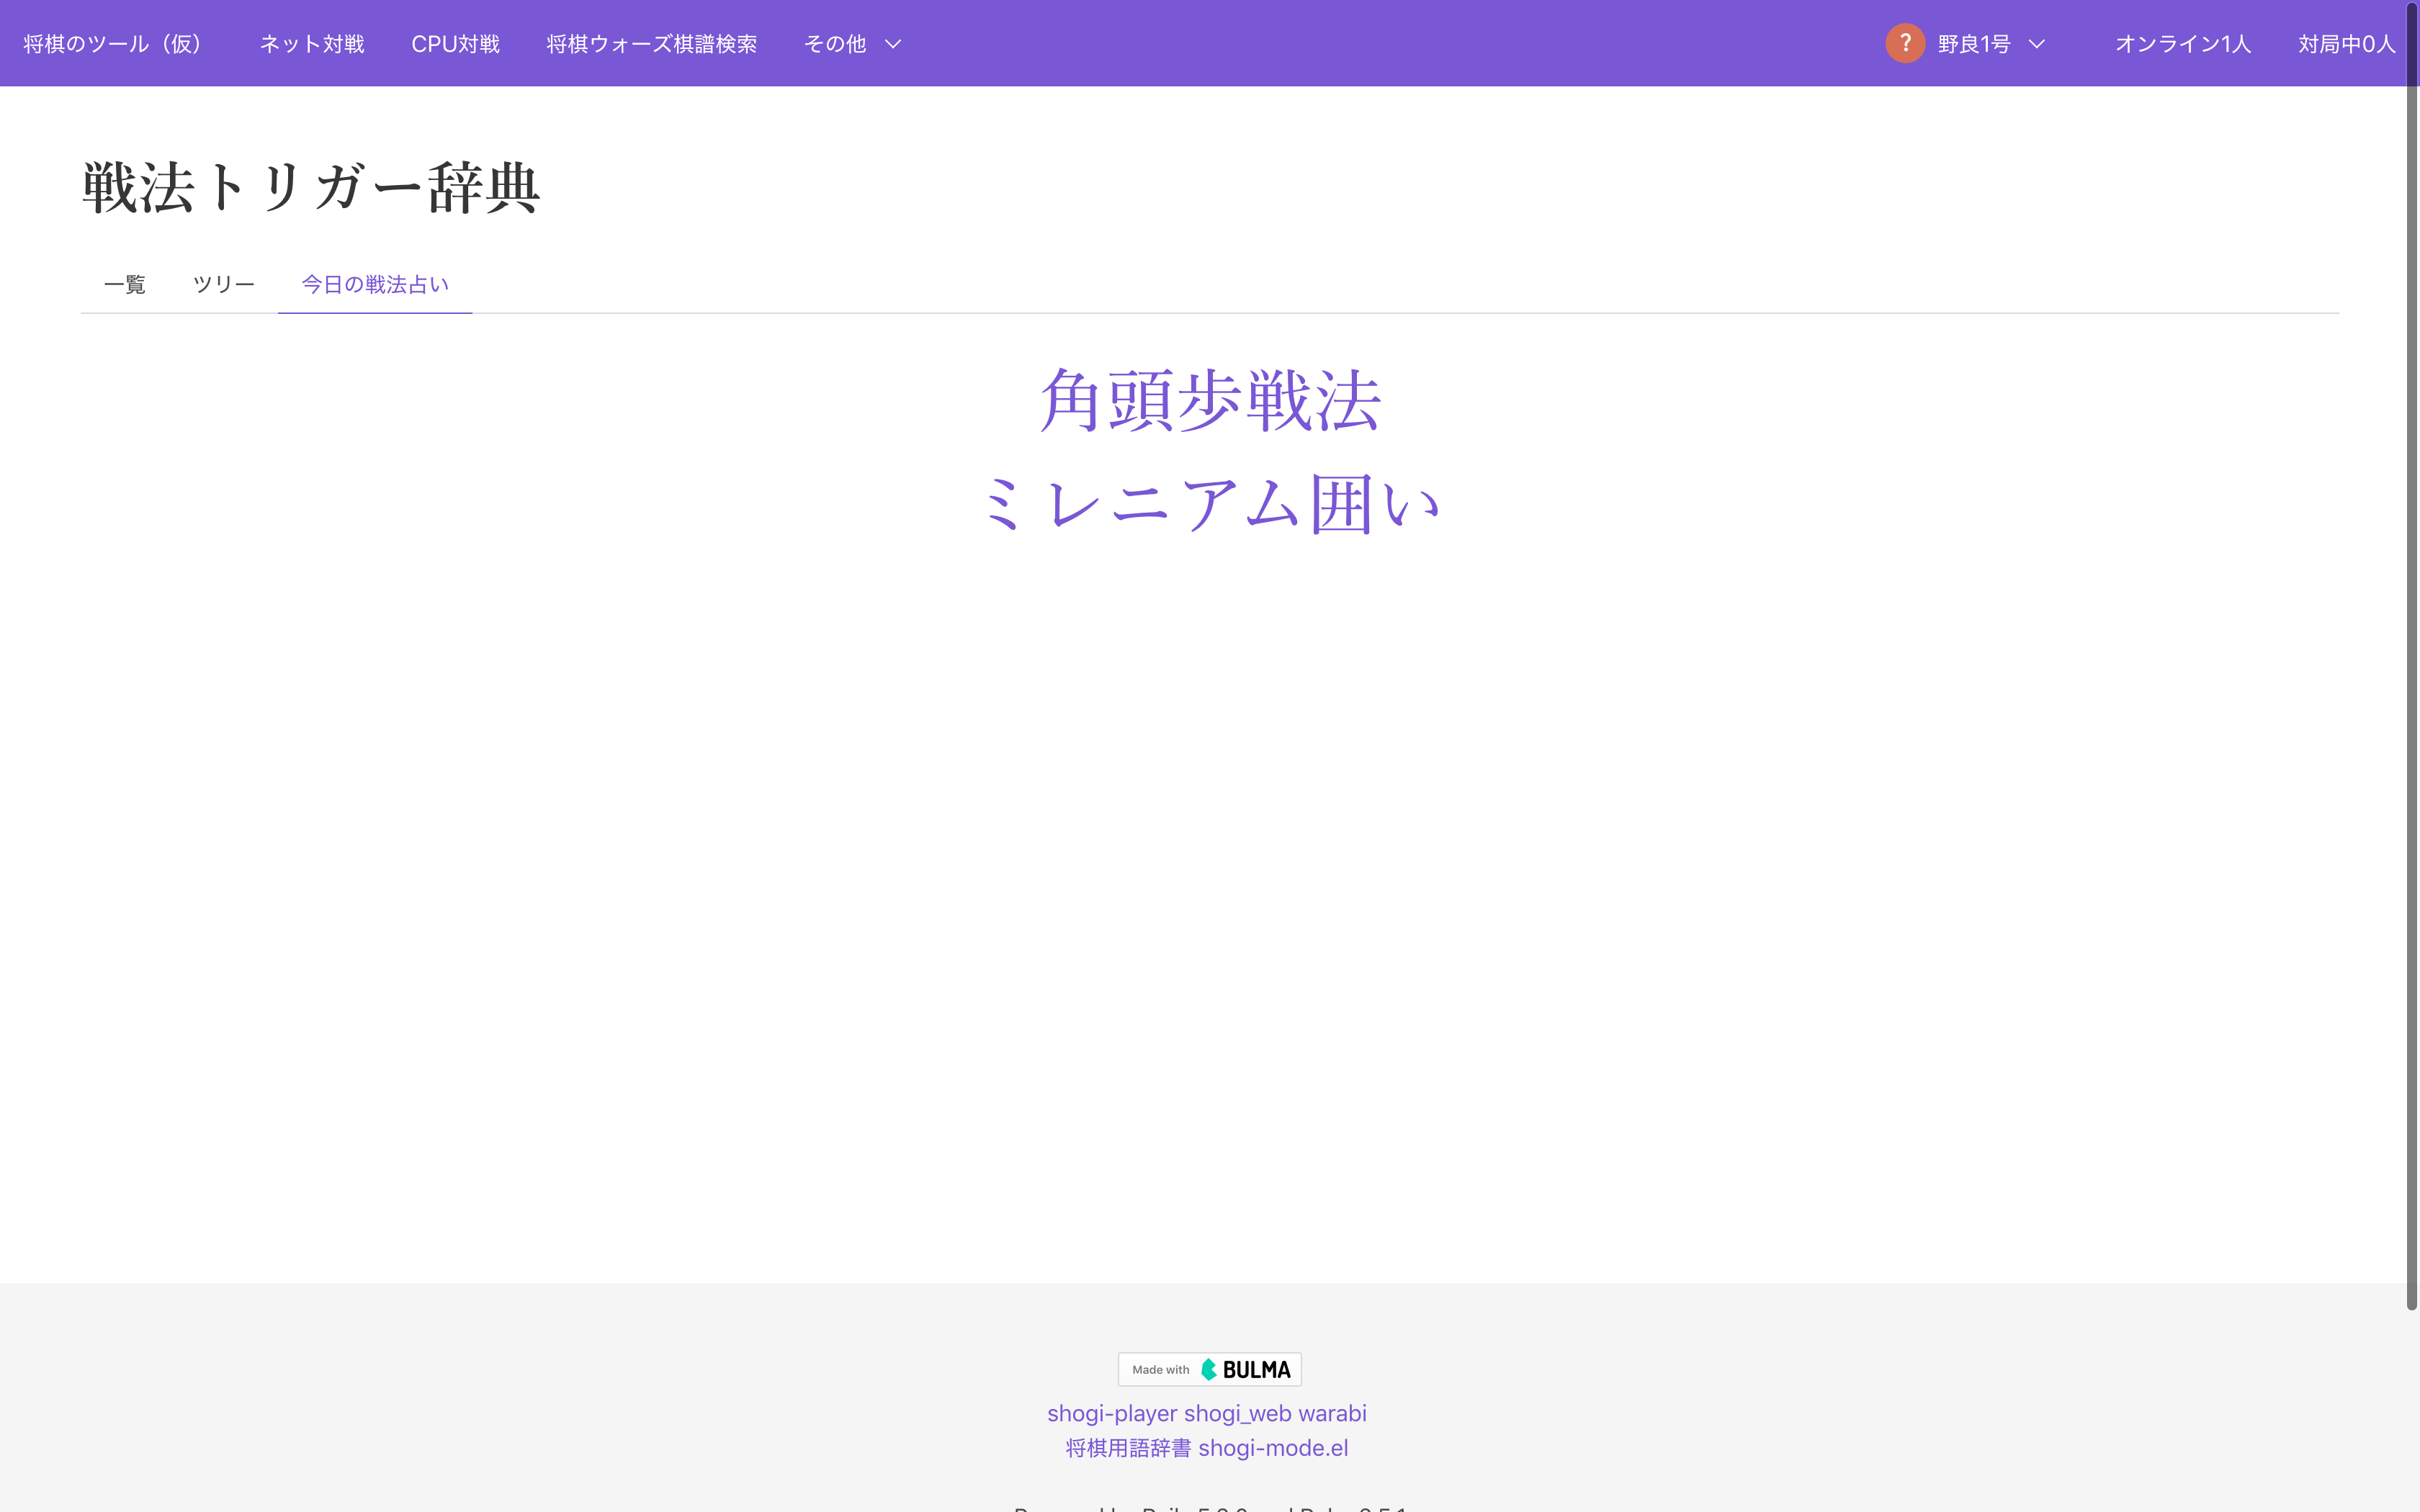 将棋のツール（仮） ネット対戦 CPU対戦 将棋ウォーズ棋譜検索 その他 ? 野良1号 オンライン1人 対局中0人
戦法トリガー辞典
一覧 ツリー 今日の戦法占い
角頭歩戦法
ミレニアム囲い
Made with BULMA
shogi-player shogi_web warabi
将棋用語辞書 shogi-mode.el